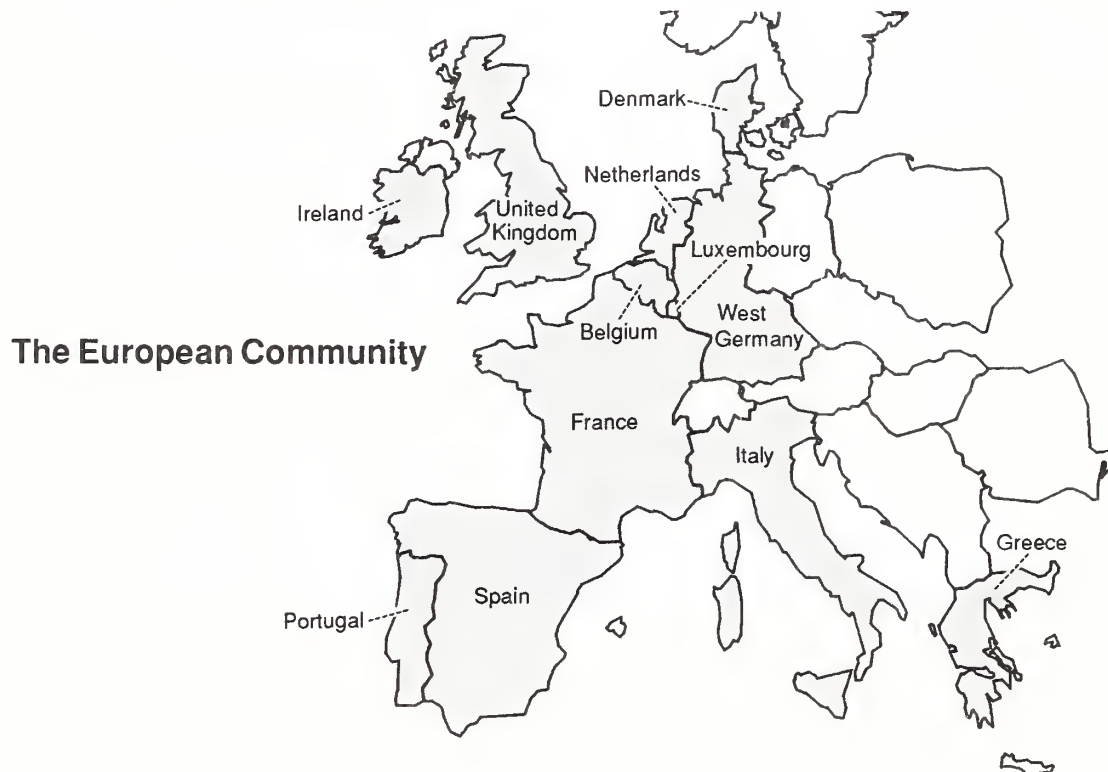 Denmark
Netherlands
Ireland
United
Kingdom
Luxembourg
West
Germany
Belgium
The European Community
France
Italy
Greece
Spain
Portugal